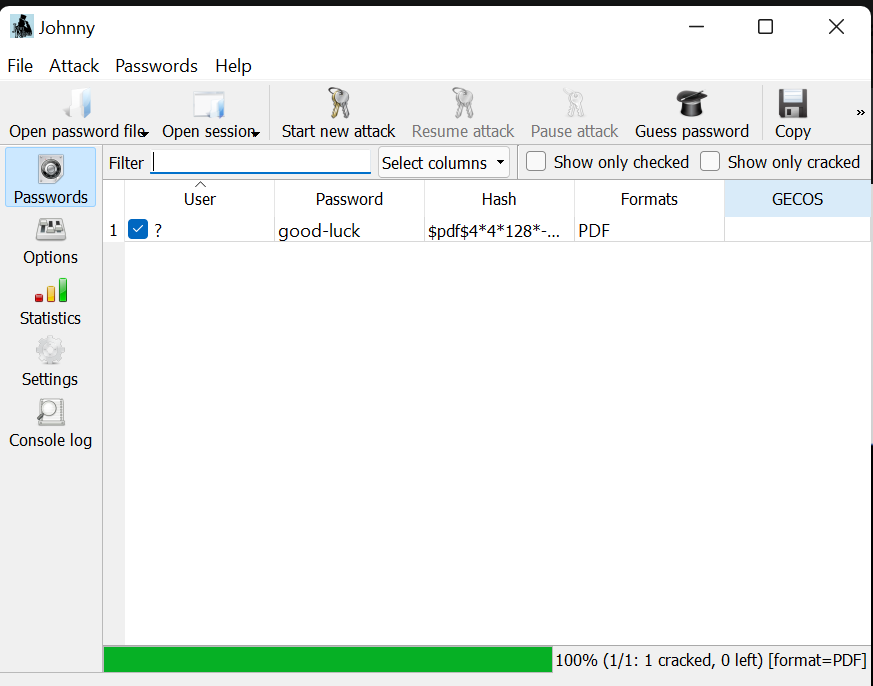 Johnny
File Attack Passwords Help
Open password file Open session Start new attack Resume attack Pause attack Guess password Copy »
Passwords
Options
Statistics
Settings
Console log
Filter Select columns Show only checked Show only cracked
User Password Hash Formats GECOS
1 ? good-luck $pdf$4*4*128*-... PDF
100% (1/1: 1 cracked, 0 left) [format=PDF]